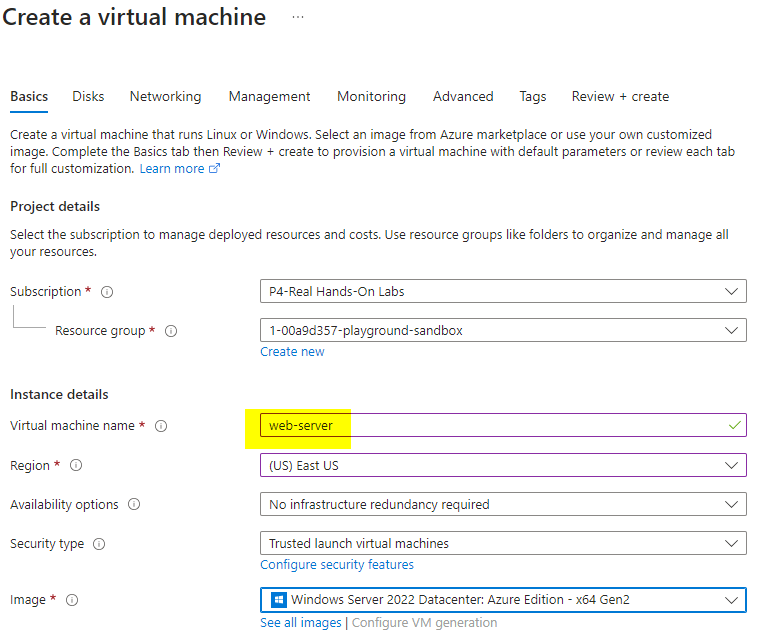 Create a virtual machine ...
Basics Disks Networking Management Monitoring Advanced Tags Review + create
Create a virtual machine that runs Linux or Windows. Select an image from Azure marketplace or use your own customized
image. Complete the Basics tab then Review + create to provision a virtual machine with default parameters or review each tab
for full customization. Learn more
Project details
Select the subscription to manage deployed resources and costs. Use resource groups like folders to organize and manage all
your resources.
Subscription * P4-Real Hands-On Labs
Resource group * 1-00a9d357-playground-sandbox
Create new
Instance details
Virtual machine name * web-server
Region * (US) East US
Availability options No infrastructure redundancy required
Security type Trusted launch virtual machines
Configure security features
Image * Windows Server 2022 Datacenter: Azure Edition - x64 Gen2
See all images | Configure VM generation